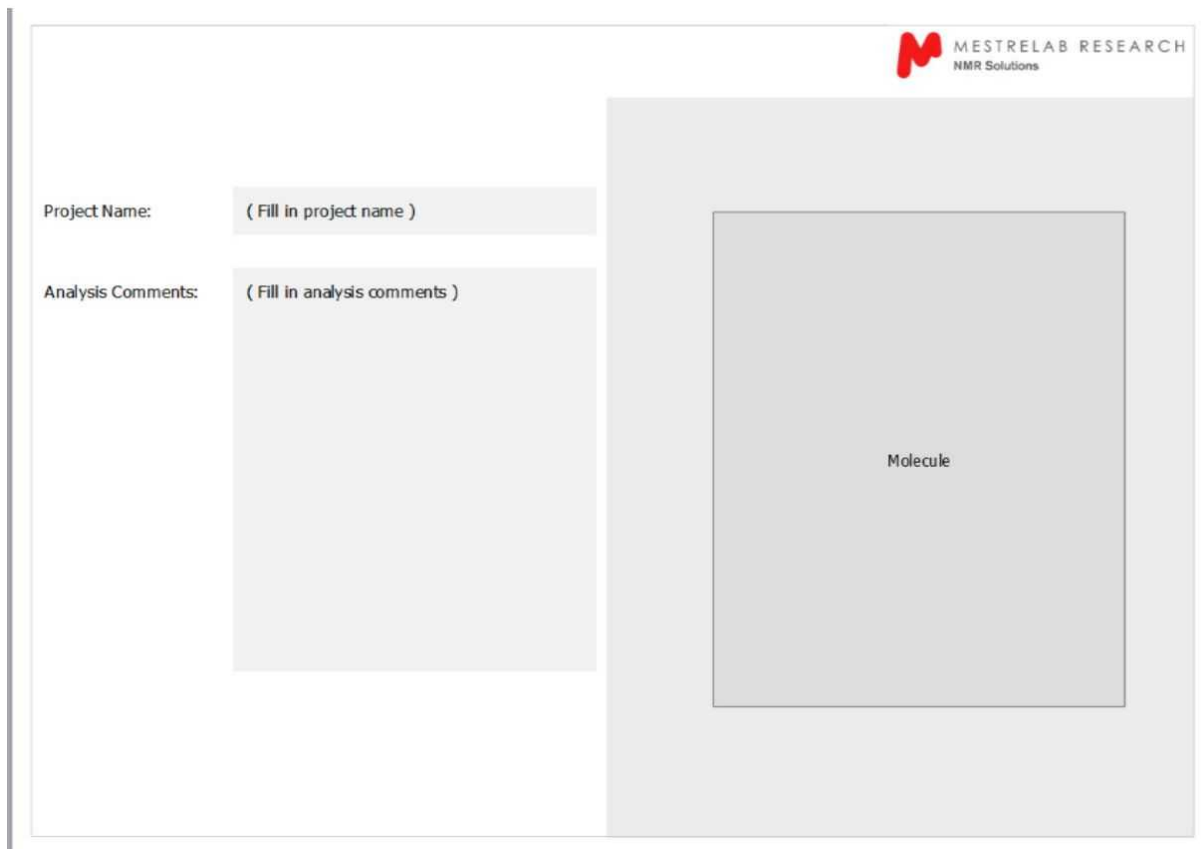 MESTRELAB RESEARCH
NMR Solutions
Project Name:
( Fill in project name )
Analysis Comments:
( Fill in analysis comments )
Molecule